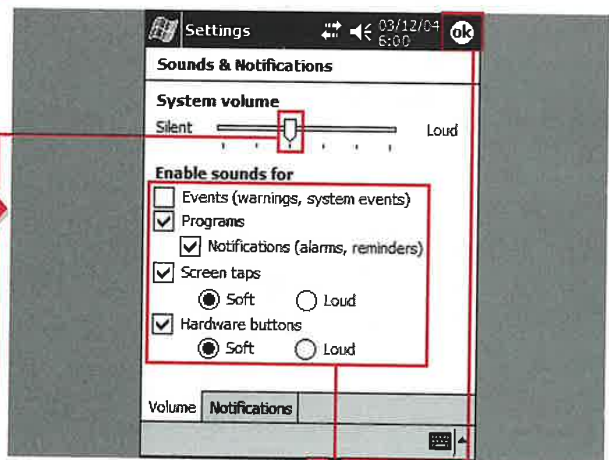 Settings 03/12/04
6:00 ok
Sounds & Notifications
System volume
Silent Loud
Enable sounds for
Events (warnings, system events)
Programs
Notifications (alarms, reminders)
Screen taps
Soft Loud
Hardware buttons
Soft Loud
Volume Notifications